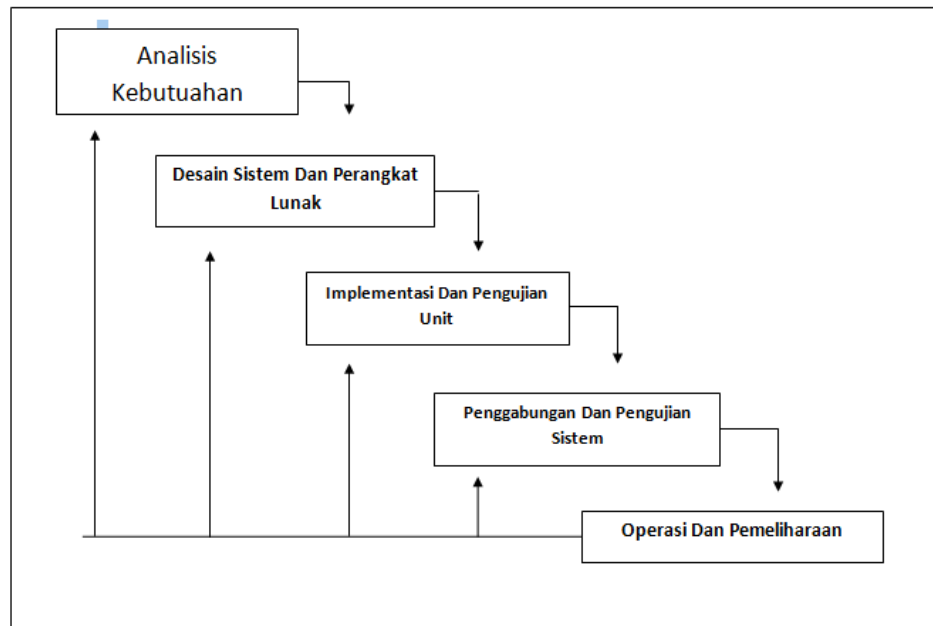 Analisis
Kebutuahan
Desain Sistem Dan Perangkat
Lunak
Implementasi Dan Pengujian
Unit
Penggabungan Dan Pengujian
Sistem
Operasi Dan Pemeliharaan